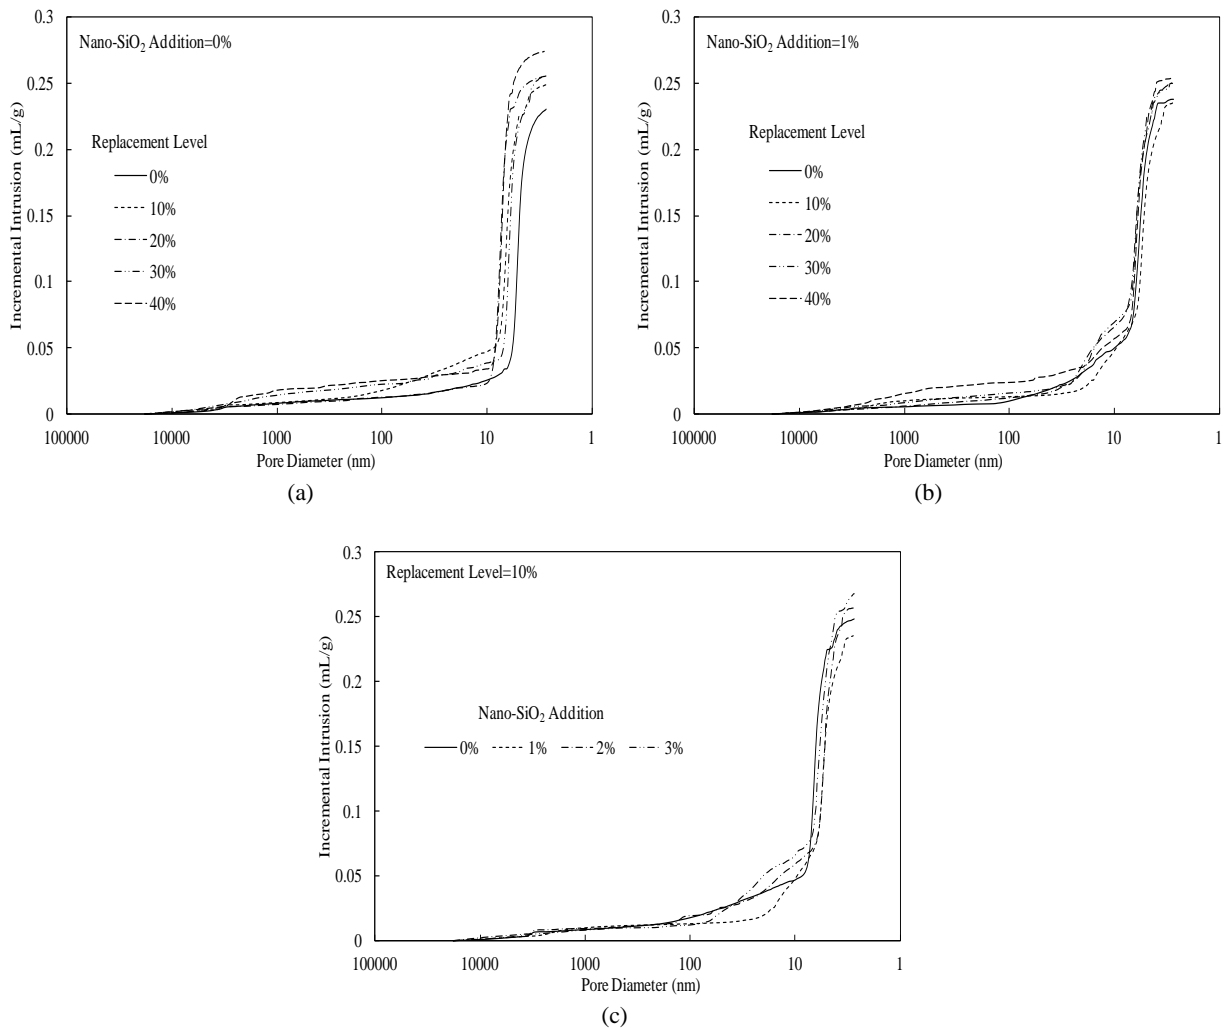 Nano-SiO2 Addition=0%
Incremental Intrusion (mL/g)
0.3
0.25
0.2
0.15
0.1
0.05
0
Replacement Level
0%
10%
20%
30%
40%
100000 10000 1000 100 10 1
Pore Diameter (nm)
(a)
Nano-SiO2 Addition=1%
Incremental Intrusion (mL/g)
0.3
0.25
0.2
0.15
0.1
0.05
0
Replacement Level
0%
10%
20%
30%
40%
100000 10000 1000 100 10 1
Pore Diameter (nm)
(b)
Replacement Level=10%
Incremental Intrusion (mL/g)
0.3
0.25
0.2
0.15
0.1
0.05
0
Nano-SiO2 Addition
0% 1% 2% 3%
100000 10000 1000 100 10 1
Pore Diameter (nm)
(c)